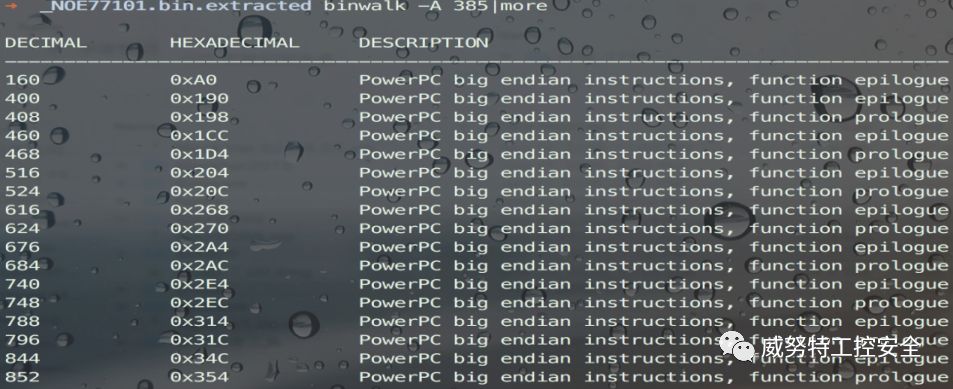 → _NOE77101.bin.extracted binwalk -A 385|more
DECIMAL HEXADECIMAL DESCRIPTION
--------------------------------------------------------------------------------
160 0xA0 PowerPC big endian instructions, function epilogue
400 0x190 PowerPC big endian instructions, function epilogue
408 0x198 PowerPC big endian instructions, function prologue
460 0x1CC PowerPC big endian instructions, function epilogue
468 0x1D4 PowerPC big endian instructions, function prologue
516 0x204 PowerPC big endian instructions, function epilogue
524 0x20C PowerPC big endian instructions, function prologue
616 0x268 PowerPC big endian instructions, function epilogue
624 0x270 PowerPC big endian instructions, function prologue
676 0x2A4 PowerPC big endian instructions, function epilogue
684 0x2AC PowerPC big endian instructions, function prologue
740 0x2E4 PowerPC big endian instructions, function epilogue
748 0x2EC PowerPC big endian instructions, function prologue
788 0x314 PowerPC big endian instructions, function epilogue
796 0x31C PowerPC big endian instructions, function prologue
844 0x34C PowerPC big endian instructions, function epilogue
852 0x354 PowerPC big endian instructions, function prologue
威努特工控安全